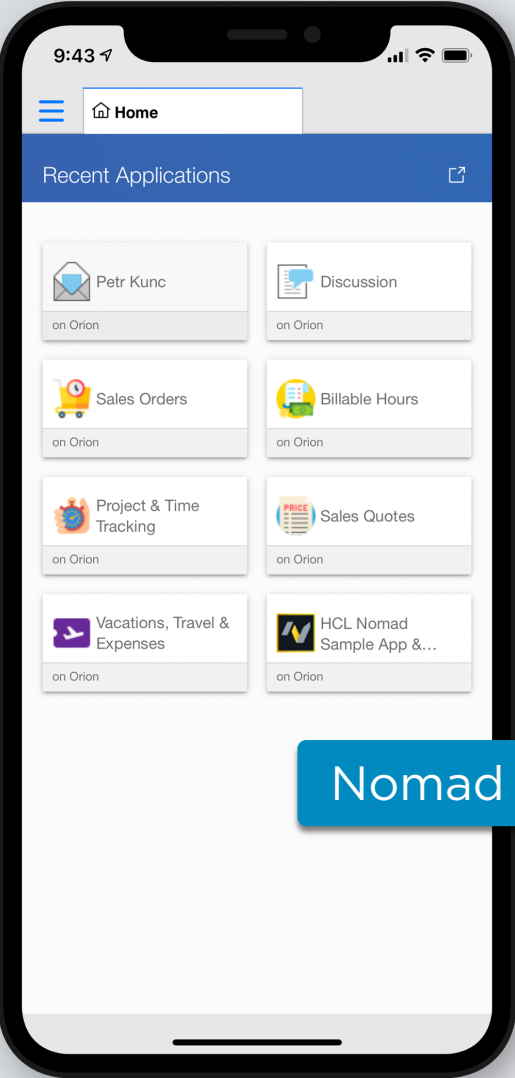 9:43
Home
Recent Applications
Petr Kunc
on Orion
Discussion
on Orion
Sales Orders
on Orion
Billable Hours
on Orion
Project & Time
Tracking
on Orion
PRICE
Sales Quotes
on Orion
Vacations, Travel &
Expenses
on Orion
HCL Nomad
Sample App &...
on Orion
Nomad